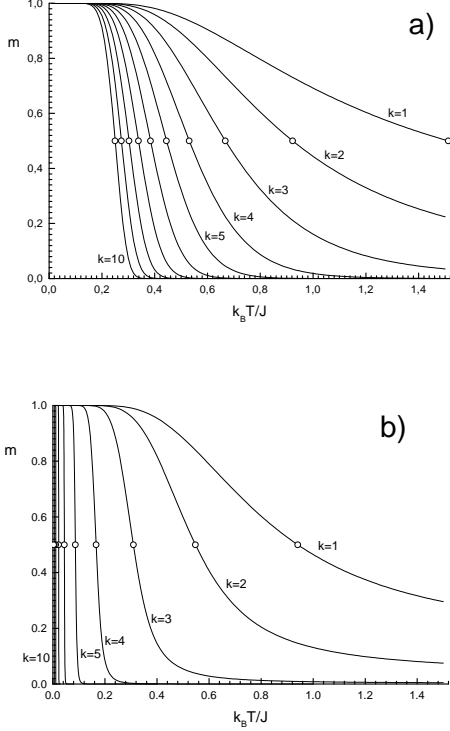 a)
1,0
m
0,8
k=1
0,6
k=2
0,4
k=3
k=4
0,2
k=5
k=10
0,0
0,0 0,2 0,4 0,6 0,8 1,0 1,2 1,4
k_BT/J
b)
1.0
m
0.8
0.6
k=1
0.4
k=2
0.2
k=3
k=4
k=5
k=10
0.0
0.0 0.2 0.4 0.6 0.8 1.0 1.2 1.4
k_BT/J